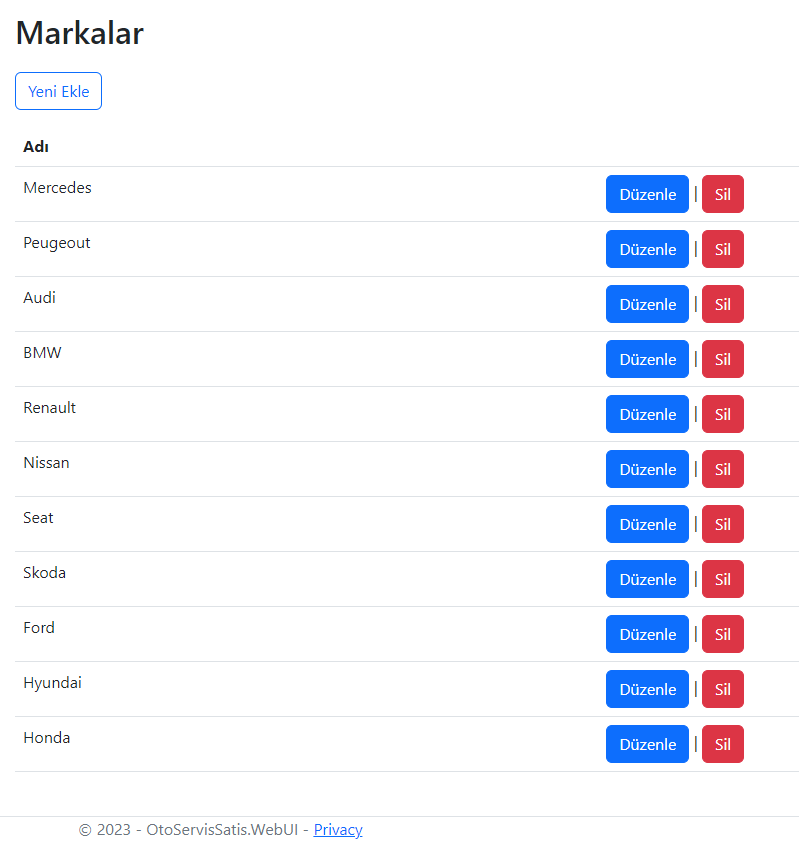 Markalar
Yeni Ekle
Adı
Mercedes Düzenle | Sil
Peugeout Düzenle | Sil
Audi Düzenle | Sil
BMW Düzenle | Sil
Renault Düzenle | Sil
Nissan Düzenle | Sil
Seat Düzenle | Sil
Skoda Düzenle | Sil
Ford Düzenle | Sil
Hyundai Düzenle | Sil
Honda Düzenle | Sil
© 2023 - OtoServisSatis.WebUI - Privacy